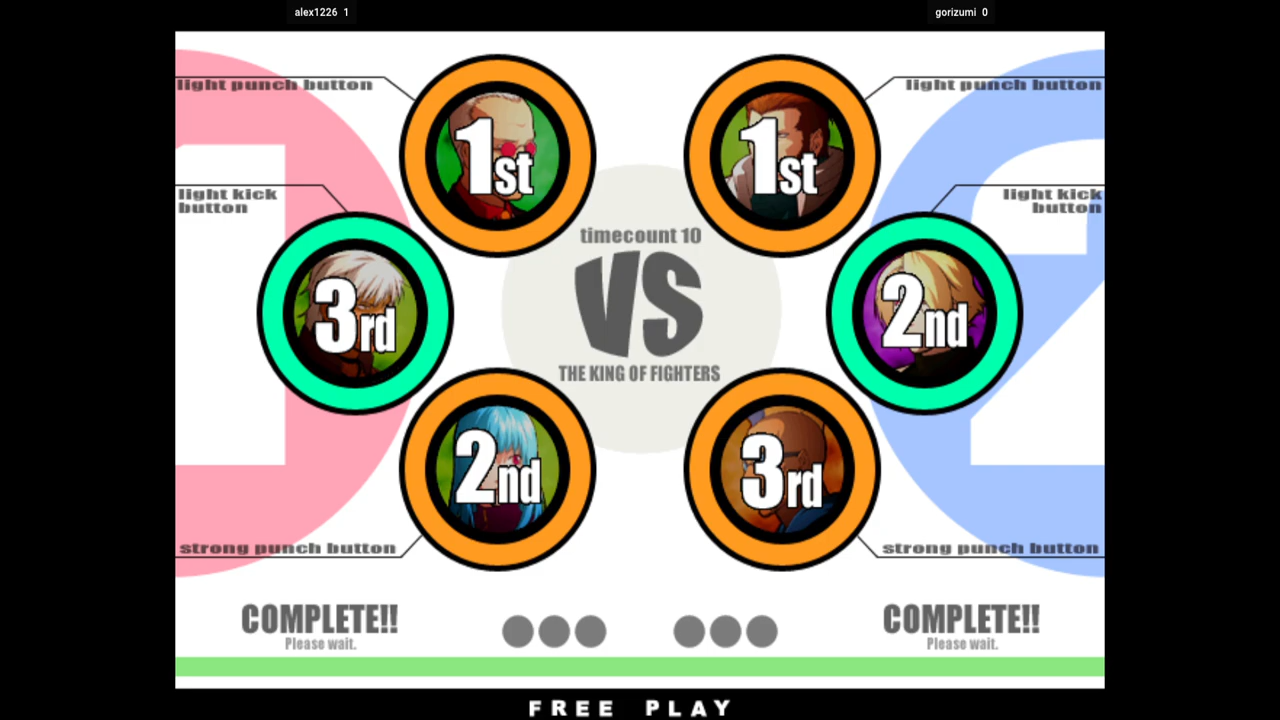 alex1226 1
gorizumi 0
light punch button
light punch button
1st
1st
light kick
button
light kick
button
timecount 10
VS
THE KING OF FIGHTERS
3rd
2nd
1
2
2nd
3rd
strong punch button
strong punch button
COMPLETE!!
Please wait.
COMPLETE!!
Please wait.
FREE PLAY